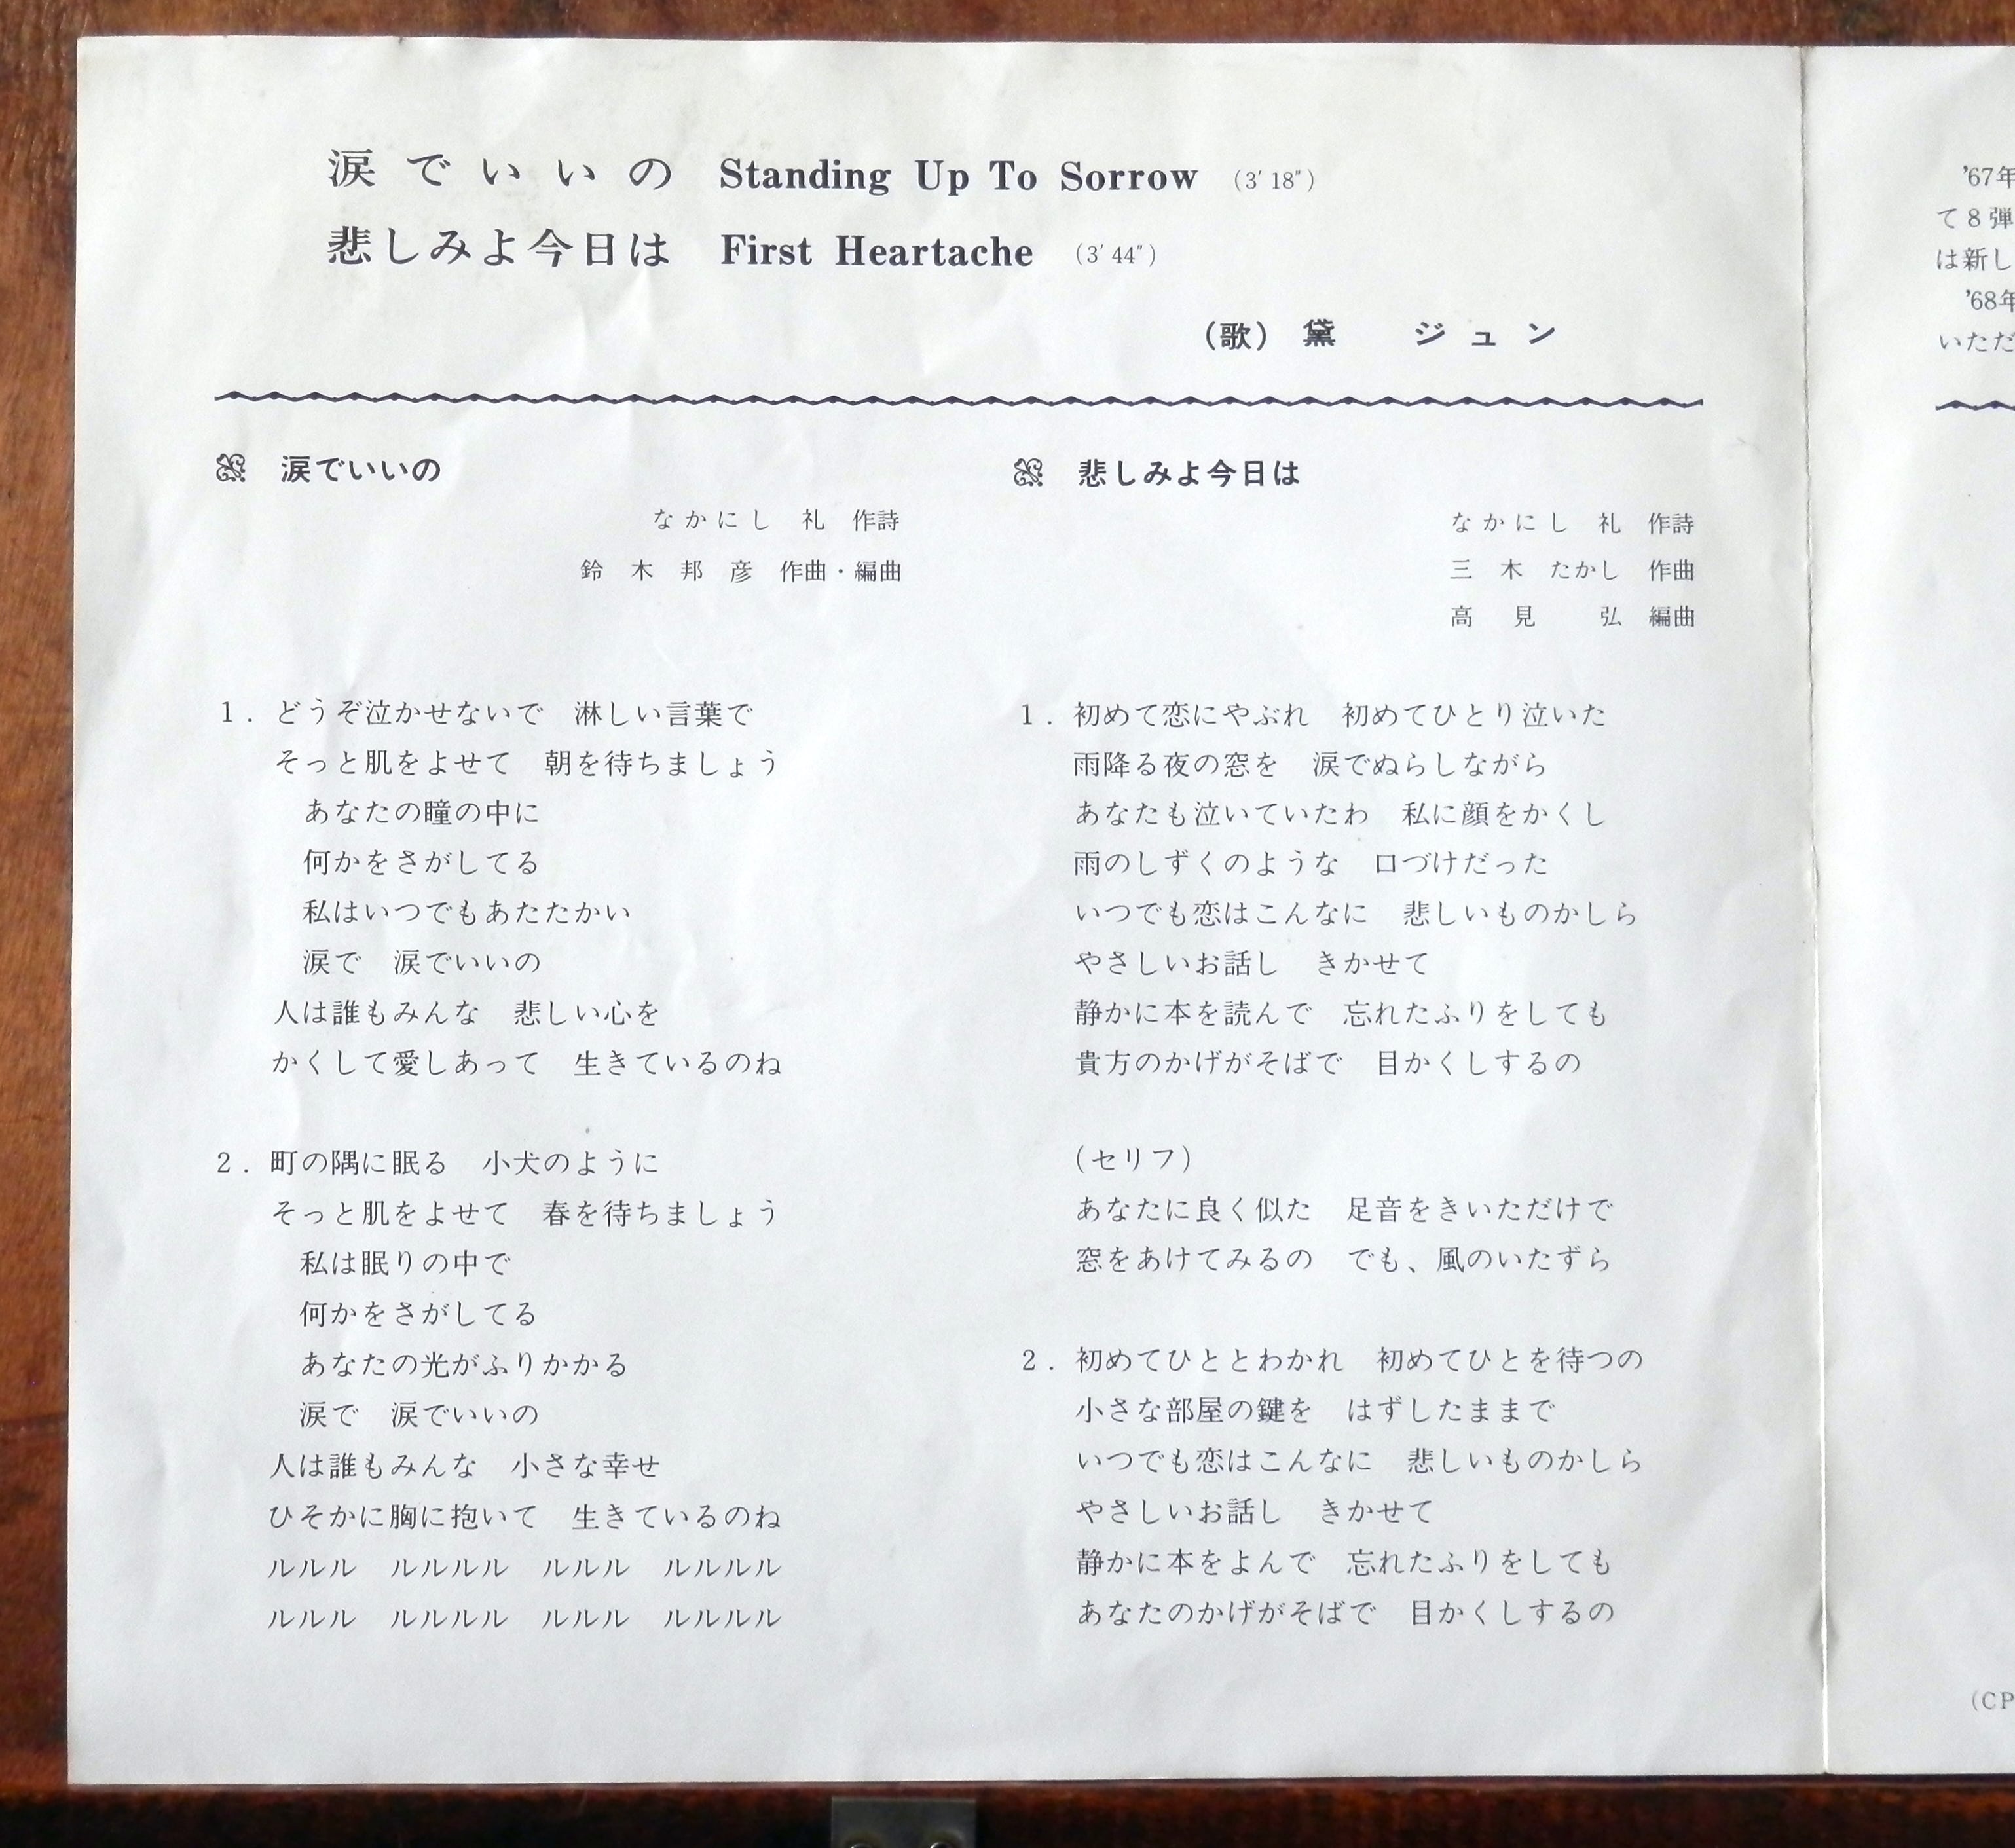 涙でいいの Standing Up To Sorrow (3′18″)
悲しみよ今日は First Heartache (3′44″)
(歌) 黛 ジュン
涙でいいの
なかにし 礼 作詩
鈴木邦彦 作曲・編曲
1. どうぞ泣かせないで 淋しい言葉で
そっと肌をよせて 朝を待ちましょう
あなたの瞳の中に
何かをさがしてる
私はいつでもあたたかい
涙で 涙でいいの
人は誰もみんな 悲しい心を
かくして愛しあって 生きているのね
2. 町の隅に眠る 小犬のように
そっと肌をよせて 春を待ちましょう
私は眠りの中で
何かをさがしてる
あなたの光がふりかかる
涙で 涙でいいの
人は誰もみんな 小さな幸せ
ひそかに胸に抱いて 生きているのね
ルルル ルルルル ルルル ルルルル
ルルル ルルルル ルルル ルルルル
悲しみよ今日は
なかにし 礼 作詩
三木 たかし 作曲
高見 弘 編曲
1. 初めて恋にやぶれ 初めてひとり泣いた
雨降る夜の窓を 涙でぬらしながら
あなたも泣いていたわ 私に顔をかくし
雨のしずくのような 口づけだった
いつでも恋はこんなに 悲しいものかしら
やさしいお話し きかせて
静かに本を読んで 忘れたふりをしても
貴方のかげがそばで 目かくしするの
(セリフ)
あなたに良く似た 足音をきいただけで
窓をあけてみるの でも、風のいたずら
2. 初めてひととわかれ 初めてひとを待つの
小さな部屋の鍵を はずしたままで
いつでも恋はこんなに 悲しいものかしら
やさしいお話し きかせて
静かに本をよんで 忘れたふりをしても
あなたのかげがそばで 目かくしするの
'67年
て8弾
は新し
'68年
いただ
(CP